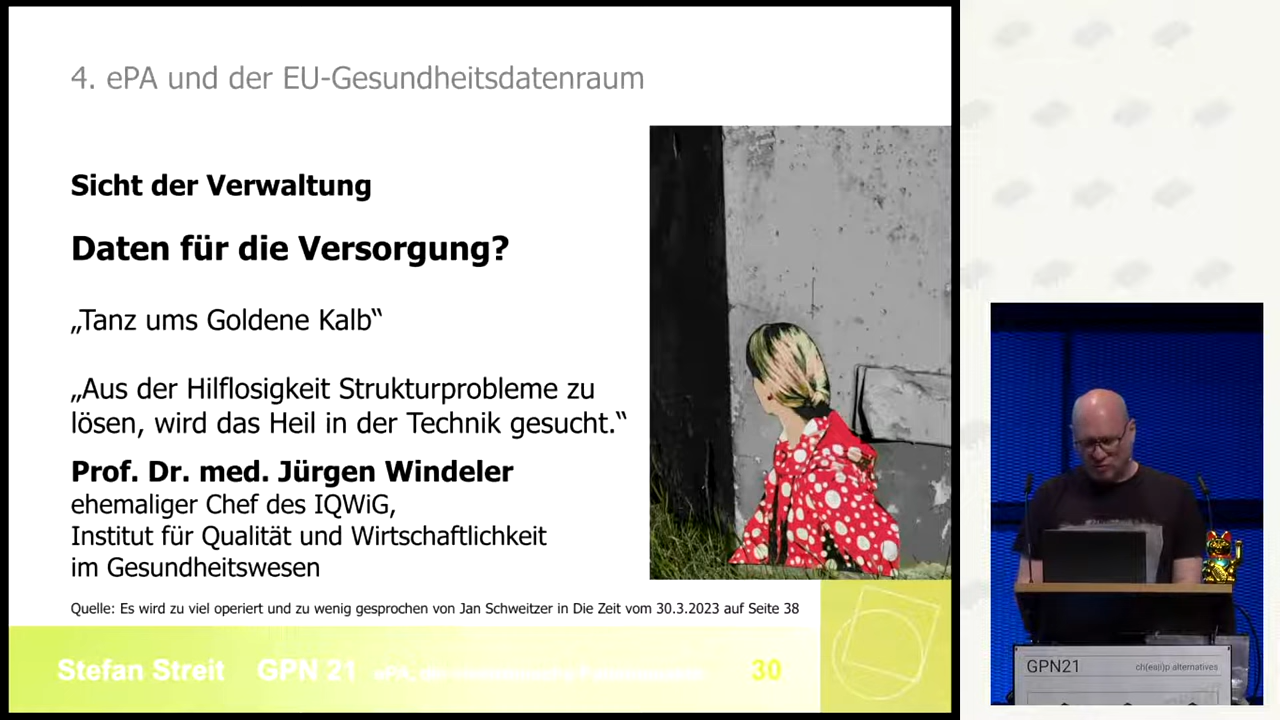 4. ePA und der EU-Gesundheitsdatenraum
Sicht der Verwaltung
Daten für die Versorgung?
„Tanz ums Goldene Kalb“
„Aus der Hilflosigkeit Strukturprobleme zu
lösen, wird das Heil in der Technik gesucht.“
Prof. Dr. med. Jürgen Windeler
ehemaliger Chef des IQWiG,
Institut für Qualität und Wirtschaftlichkeit
im Gesundheitswesen
Quelle: Es wird zu viel operiert und zu wenig gesprochen von Jan Schweitzer in Die Zeit vom 30.3.2023 auf Seite 38
Stefan Streit GPN 21 ePA, 30
GPN21 ch(ea|i)p alternatives